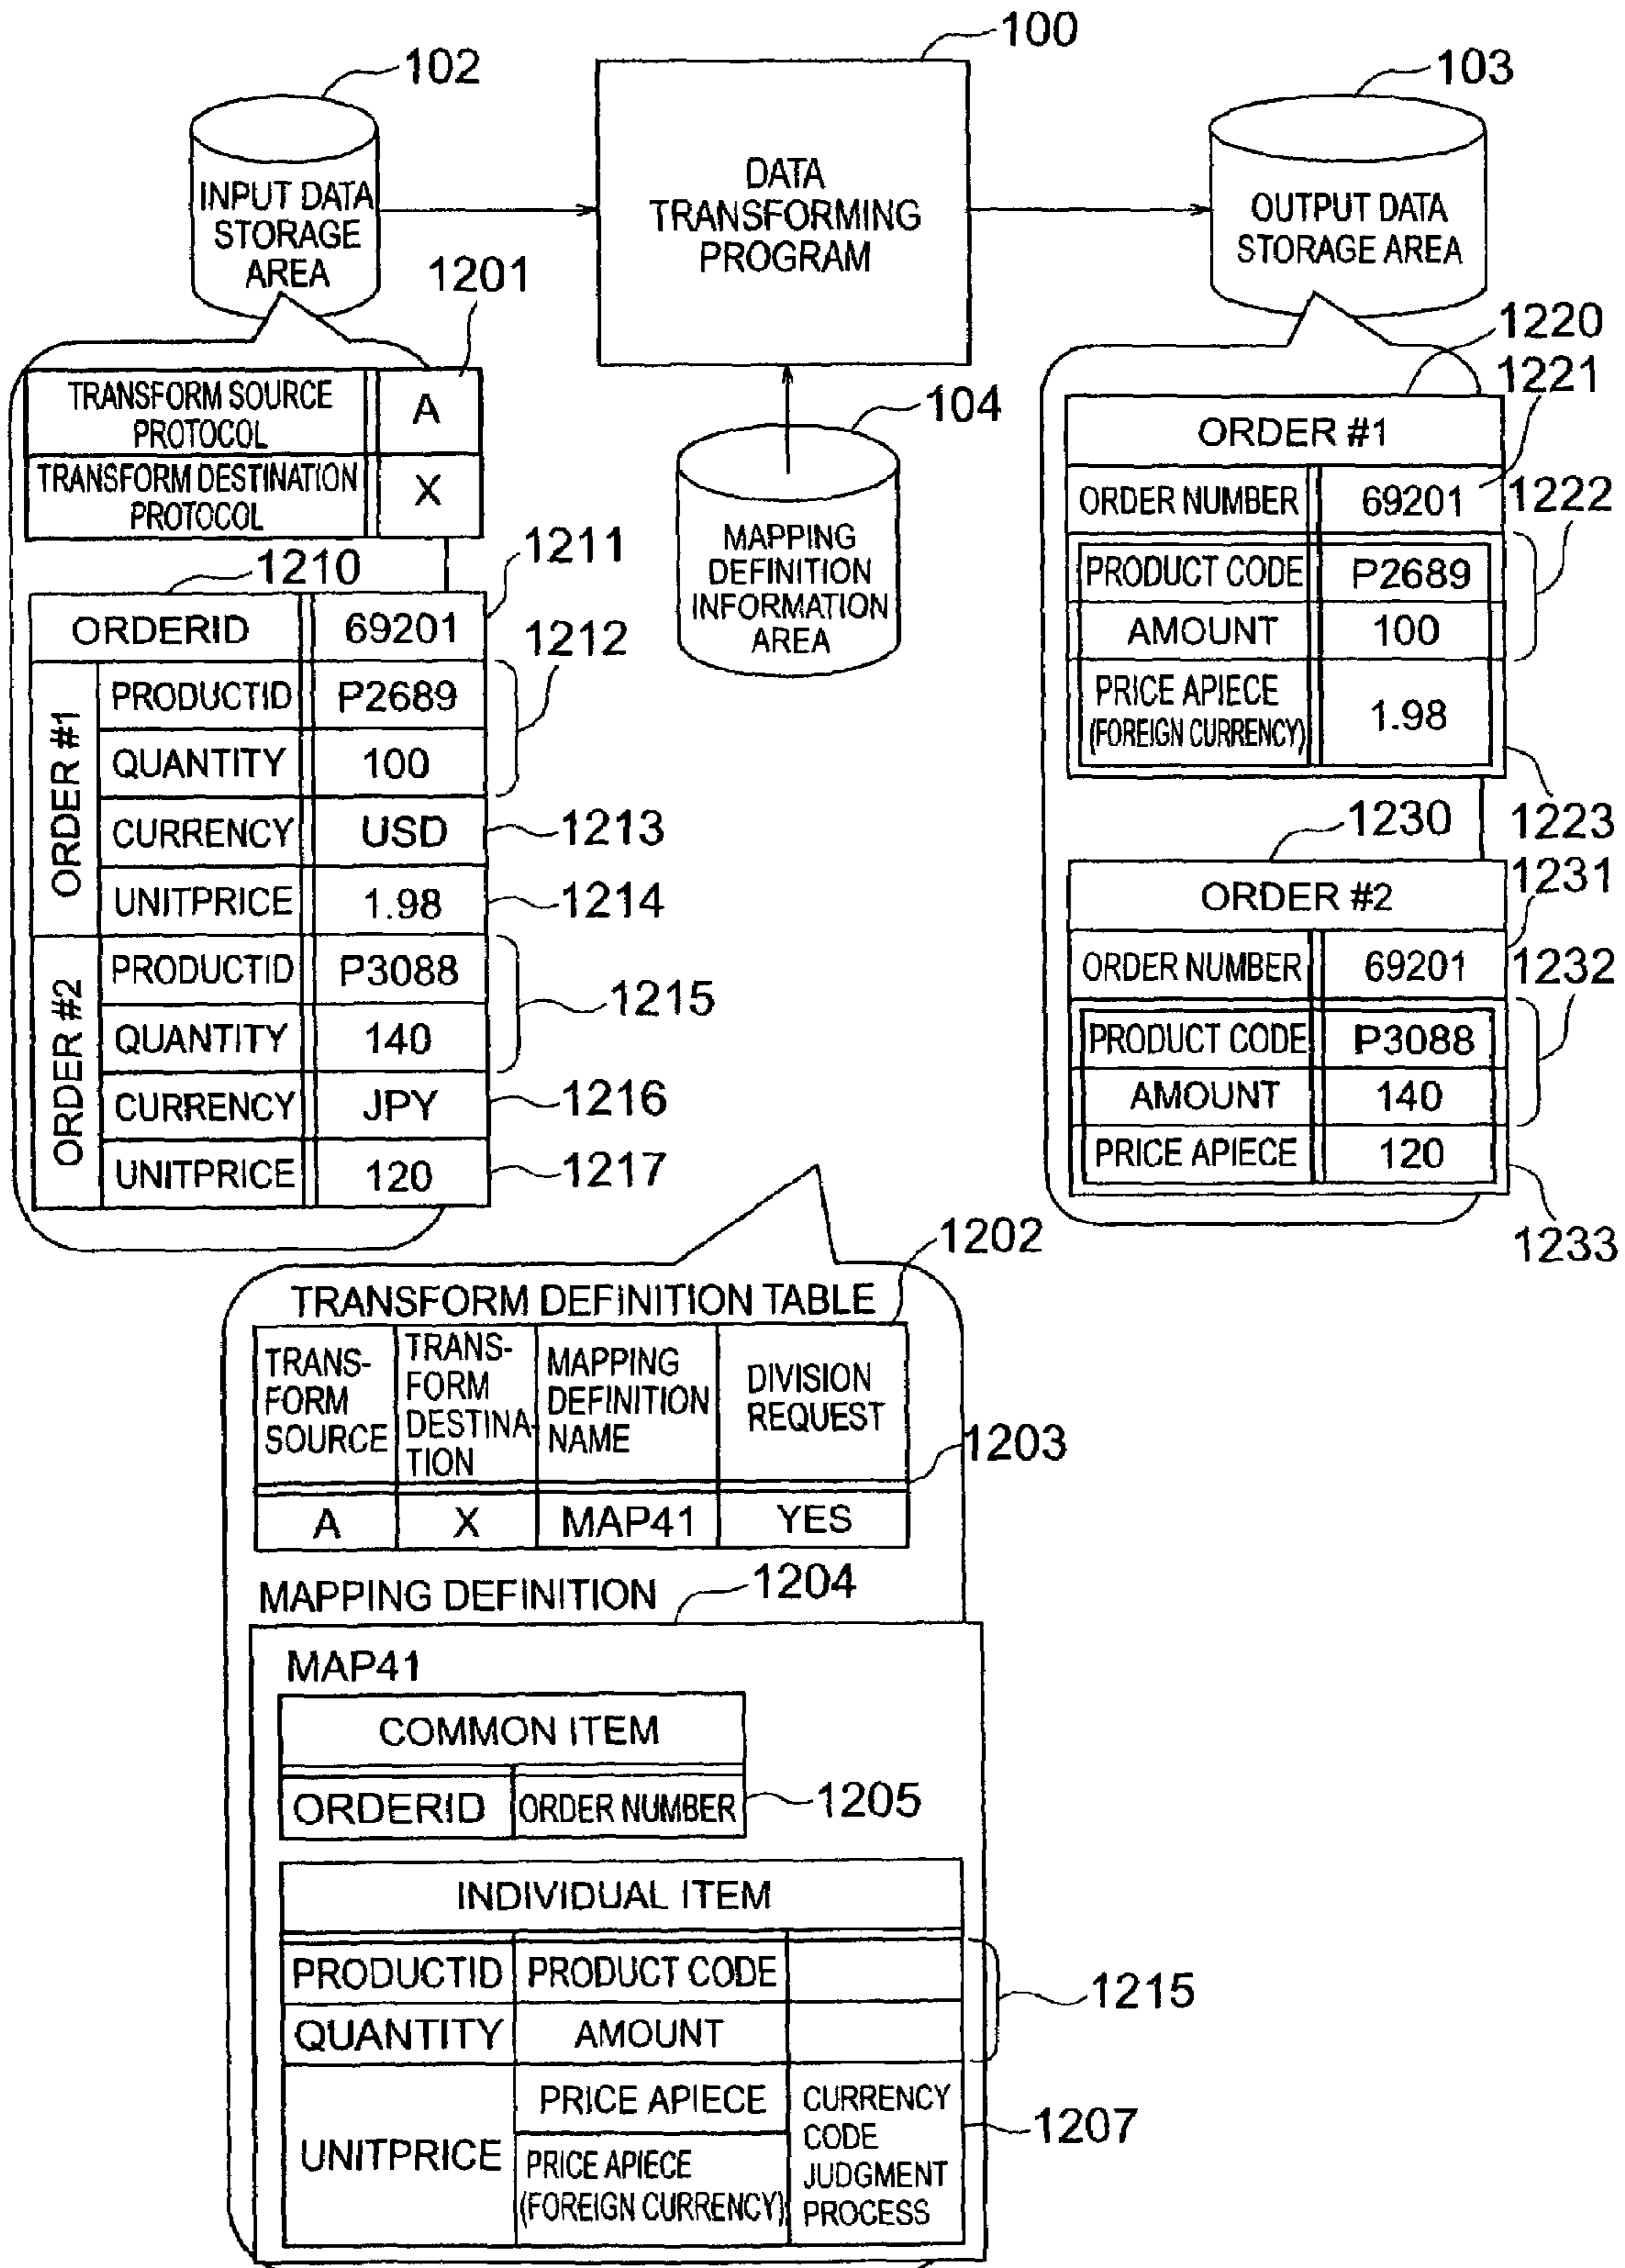 100
102
103
INPUT DATA
STORAGE
AREA
DATA
TRANSFORMING
PROGRAM
OUTPUT DATA
STORAGE AREA
1201
TRANSFORM SOURCE
PROTOCOL
A
TRANSFORM DESTINATION
PROTOCOL
X
104
MAPPING
DEFINITION
INFORMATION
AREA
1210
1211
ORDERID
69201
1212
ORDER #1
PRODUCTID
P2689
QUANTITY
100
CURRENCY
USD
1213
UNITPRICE
1.98
1214
ORDER #2
PRODUCTID
P3088
1215
QUANTITY
140
CURRENCY
JPY
1216
UNITPRICE
120
1217
1220
1221
ORDER #1
ORDER NUMBER
69201
1222
PRODUCT CODE
P2689
AMOUNT
100
PRICE APIECE
(FOREIGN CURRENCY)
1.98
1223
1230
1231
ORDER #2
ORDER NUMBER
69201
1232
PRODUCT CODE
P3088
AMOUNT
140
PRICE APIECE
120
1233
1202
TRANSFORM DEFINITION TABLE
TRANS-
FORM
SOURCE
TRANS-
FORM
DESTINA-
TION
MAPPING
DEFINITION
NAME
DIVISION
REQUEST
1203
A
X
MAP41
YES
MAPPING DEFINITION
1204
MAP41
COMMON ITEM
ORDERID
ORDER NUMBER
1205
INDIVIDUAL ITEM
PRODUCTID
PRODUCT CODE
1215
QUANTITY
AMOUNT
UNITPRICE
PRICE APIECE
PRICE APIECE
(FOREIGN CURRENCY)
CURRENCY
CODE
JUDGMENT
PROCESS
1207